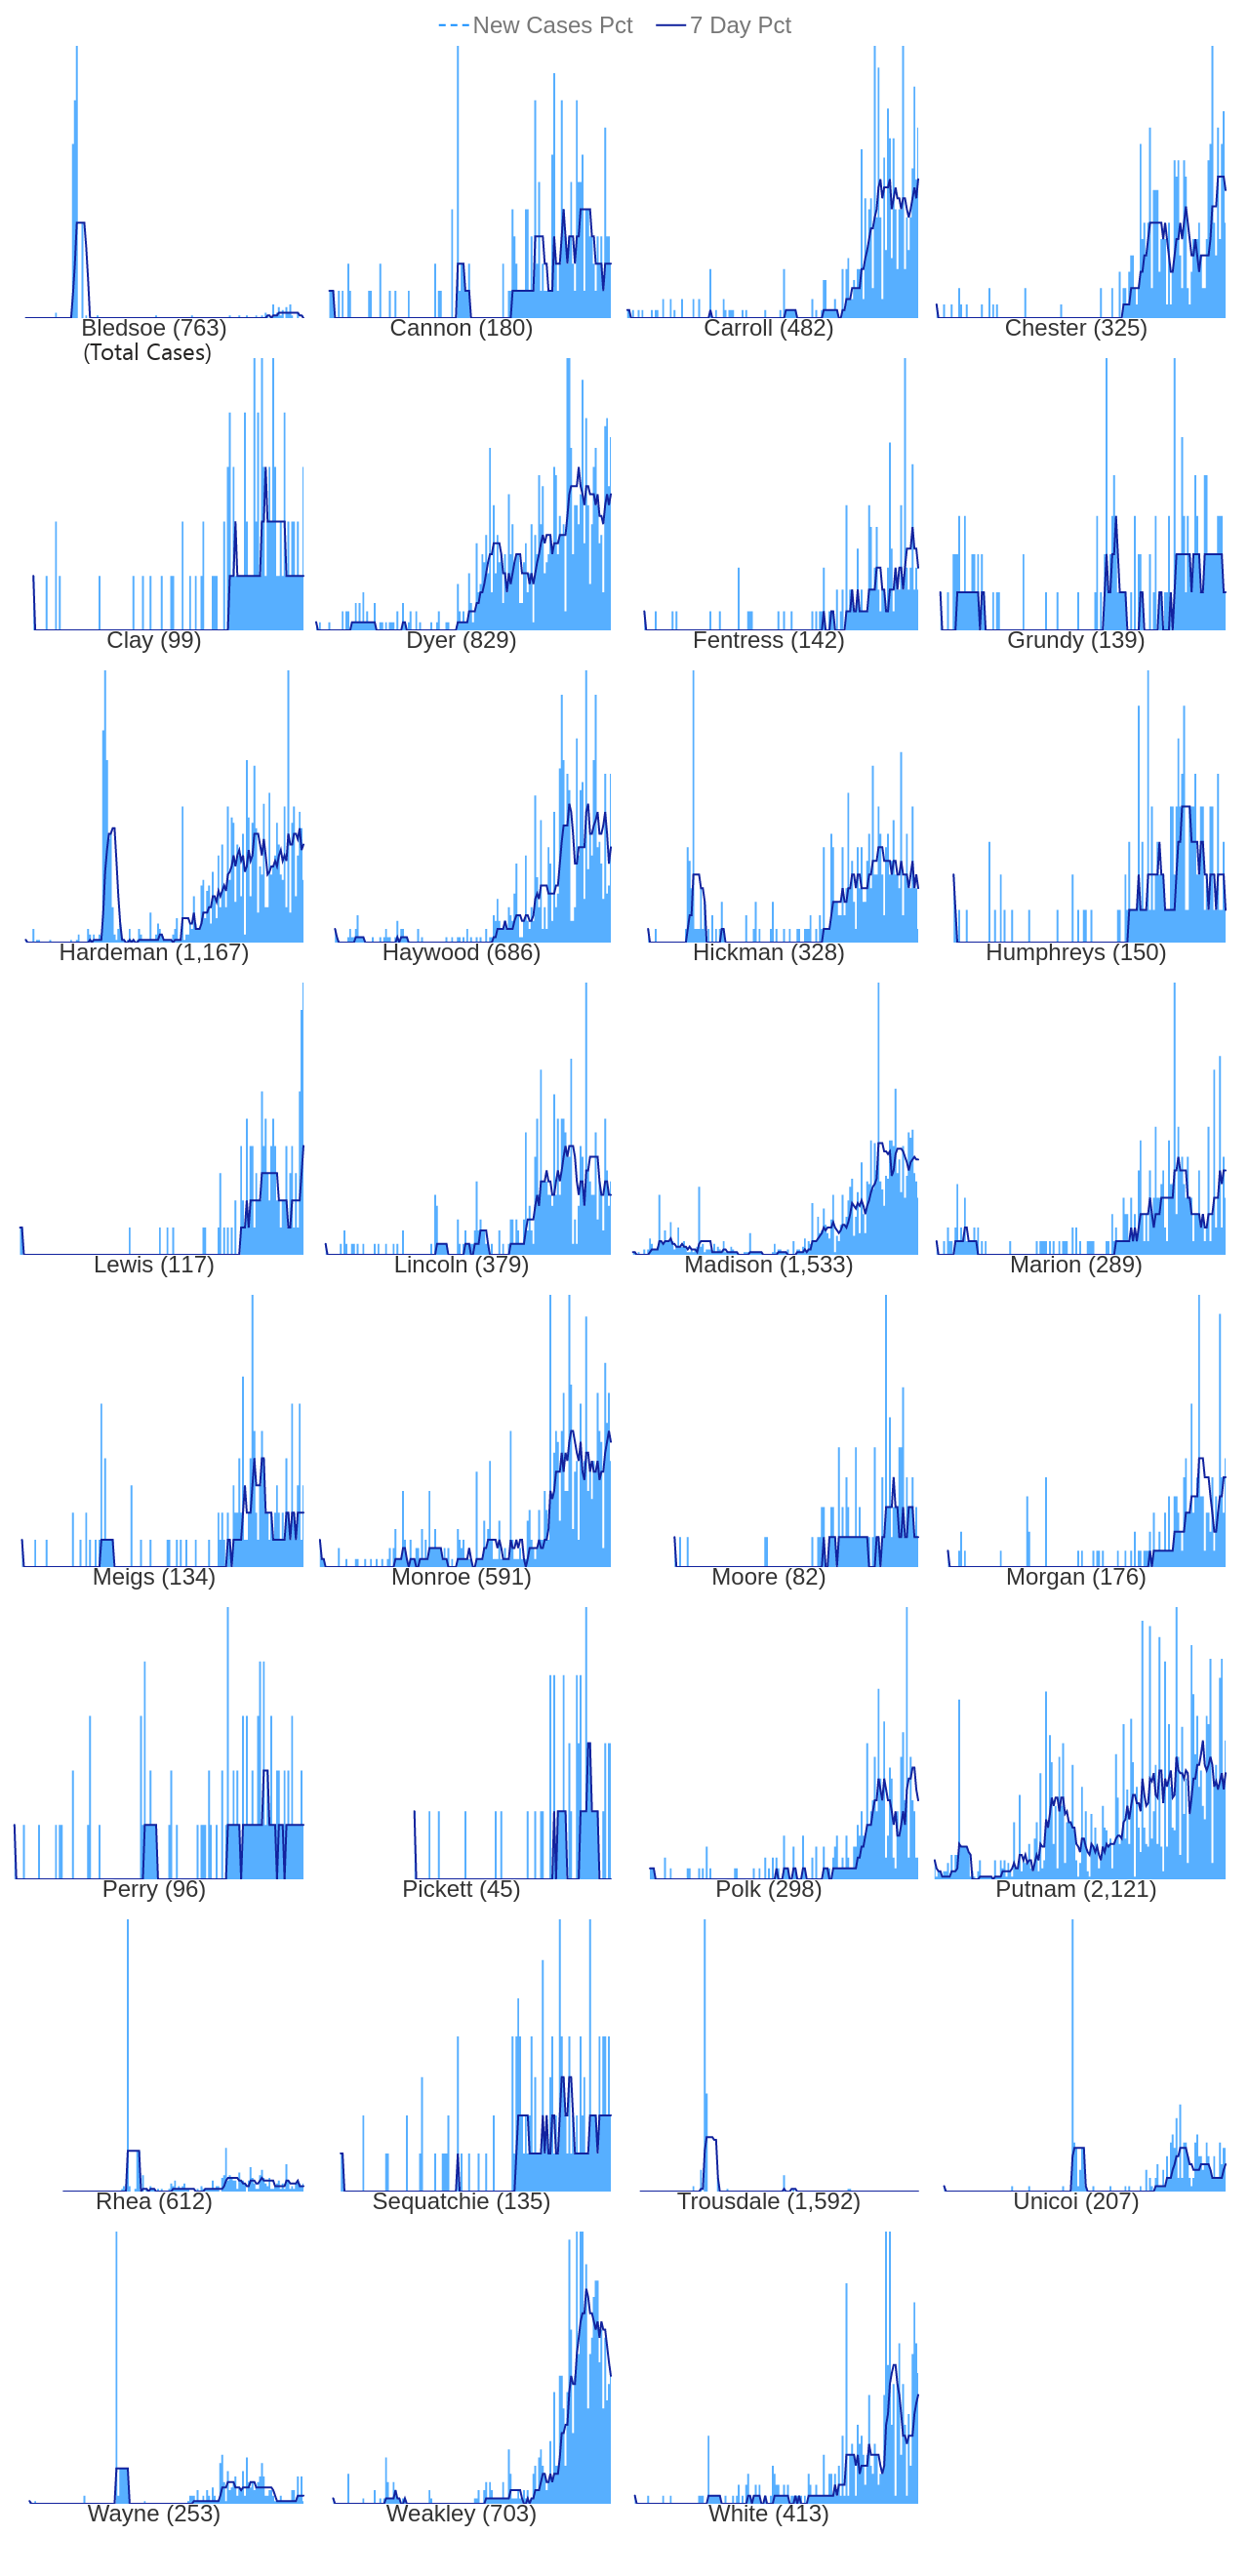 New Cases Pct 7 Day Pct
Bledsoe (763) Cannon (180) Carroll (482) Chester (325)
(Total Cases)
Clay (99) Dyer (829) Fentress (142) Grundy (139)
Hardeman (1,167) Haywood (686) Hickman (328) Humphreys (150)
Lewis (117) Lincoln (379) Madison (1,533) Marion (289)
Meigs (134) Monroe (591) Moore (82) Morgan (176)
Perry (96) Pickett (45) Polk (298) Putnam (2,121)
Rhea (612) Sequatchie (135) Trousdale (1,592) Unicoi (207)
Wayne (253) Weakley (703) White (413)